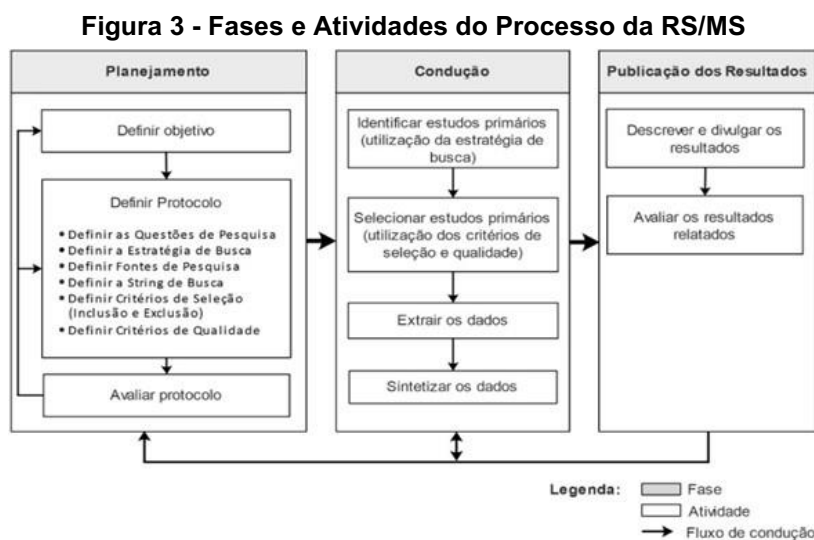 Figura 3 - Fases e Atividades do Processo da RS/MS
Planejamento
Definir objetivo
Definir Protocolo
• Definir as Questões de Pesquisa
• Definir a Estratégia de Busca
• Definir Fontes de Pesquisa
• Definir a String de Busca
• Definir Critérios de Seleção
(Inclusão e Exclusão)
• Definir Critérios de Qualidade
Avaliar protocolo
Condução
Identificar estudos primários
(utilização da estratégia de
busca)
Selecionar estudos primários
(utilização dos critérios de
seleção e qualidade)
Extrair os dados
Sintetizar os dados
Publicação dos Resultados
Descrever e divulgar os
resultados
Avaliar os resultados
relatados
Legenda:
Fase
Atividade
Fluxo de condução